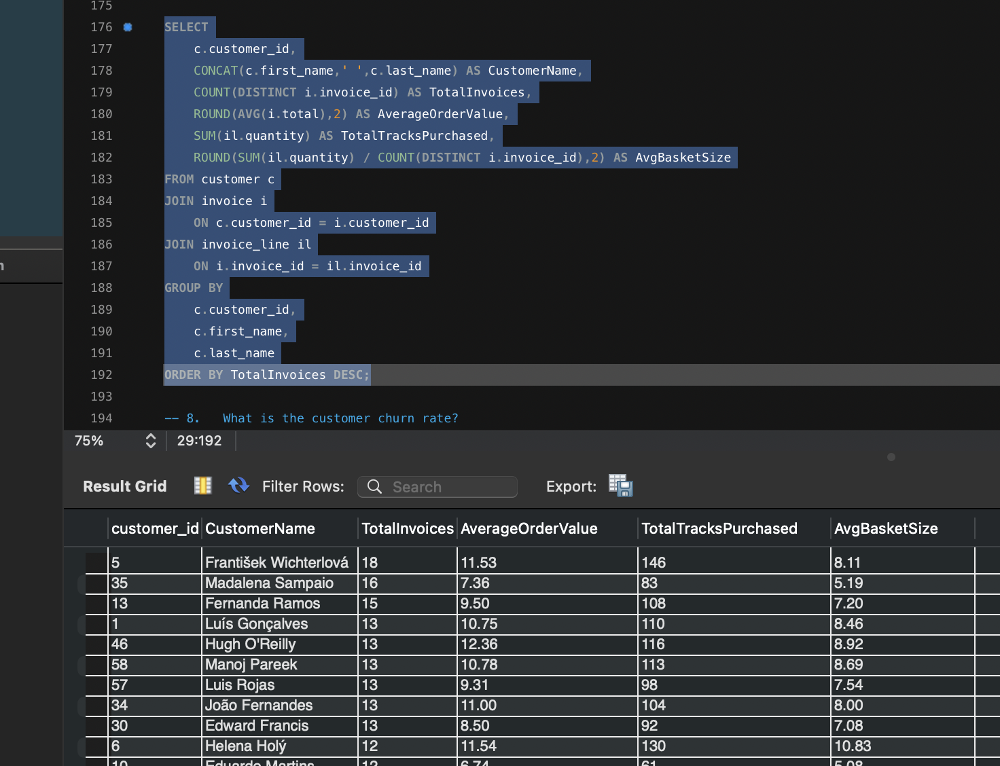 175
176 SELECT
177 c.customer_id,
178 CONCAT(c.first_name,' ',c.last_name) AS CustomerName,
179 COUNT(DISTINCT i.invoice_id) AS TotalInvoices,
180 ROUND(AVG(i.total),2) AS AverageOrderValue,
181 SUM(il.quantity) AS TotalTracksPurchased,
182 ROUND(SUM(il.quantity) / COUNT(DISTINCT i.invoice_id),2) AS AvgBasketSize
183 FROM customer c
184 JOIN invoice i
185 ON c.customer_id = i.customer_id
186 JOIN invoice_line il
187 ON i.invoice_id = il.invoice_id
188 GROUP BY
189 c.customer_id,
190 c.first_name,
191 c.last_name
192 ORDER BY TotalInvoices DESC;
193
194 -- 8. What is the customer churn rate?
75% 29:192
Result Grid Filter Rows: Search Export:
customer_id CustomerName TotalInvoices AverageOrderValue TotalTracksPurchased AvgBasketSize
5 František Wichterlová 18 11.53 146 8.11
35 Madalena Sampaio 16 7.36 83 5.19
13 Fernanda Ramos 15 9.50 108 7.20
1 Luís Gonçalves 13 10.75 110 8.46
46 Hugh O'Reilly 13 12.36 116 8.92
58 Manoj Pareek 13 10.78 113 8.69
57 Luis Rojas 13 9.31 98 7.54
34 João Fernandes 13 11.00 104 8.00
30 Edward Francis 13 8.50 92 7.08
6 Helena Holý 12 11.54 130 10.83
10 Eduardo Martins 12 6.74 61 5.08